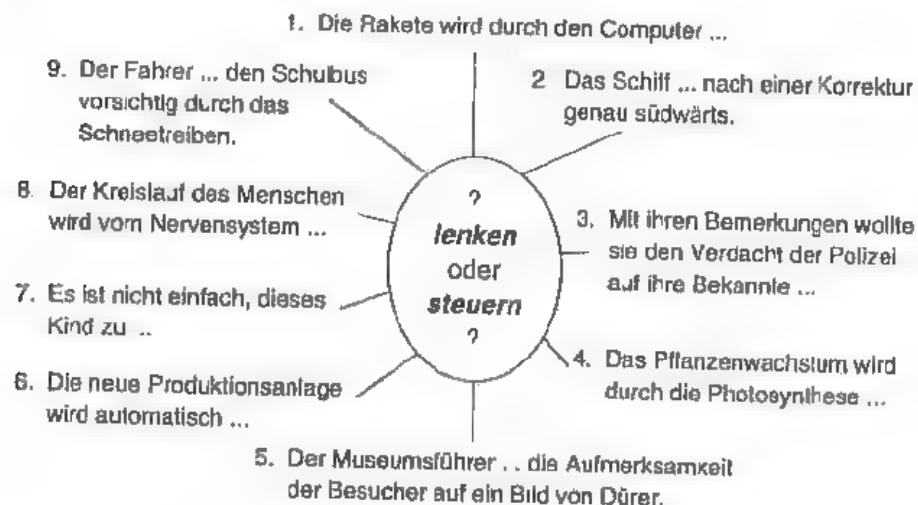 1. Die Rakete wird durch den Computer ...
2 Das Schiff ... nach einer Korrektur
genau südwärts.
3. Mit ihren Bemerkungen wollte
sie den Verdacht der Polizei
auf ihre Bekannte ...
4. Das Pflanzenwachstum wird
durch die Photosynthese ...
5. Der Museumsführer . . die Aufmerksamkeit
der Besucher auf ein Bild von Dürer.
6. Die neue Produktionsanlage
wird automatisch ...
7. Es ist nicht einfach, dieses
Kind zu ..
8. Der Kreislauf des Menschen
wird vom Nervensystem ...
9. Der Fahrer ... den Schulbus
vorsichtig durch das
Schneetreiben.
?
lenken
oder
steuern
?